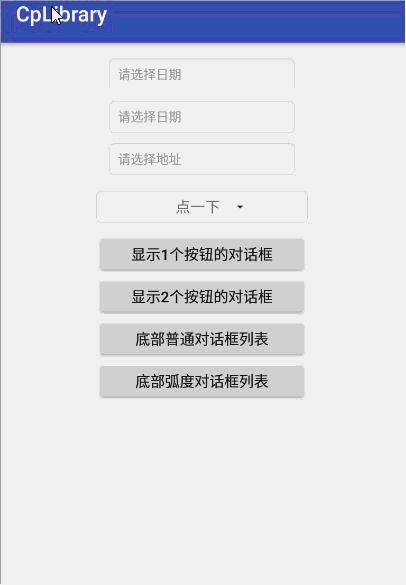 CpLibrary
请选择日期
请选择日期
请选择地址
点一下
显示1个按钮的对话框
显示2个按钮的对话框
底部普通对话框列表
底部弧度对话框列表